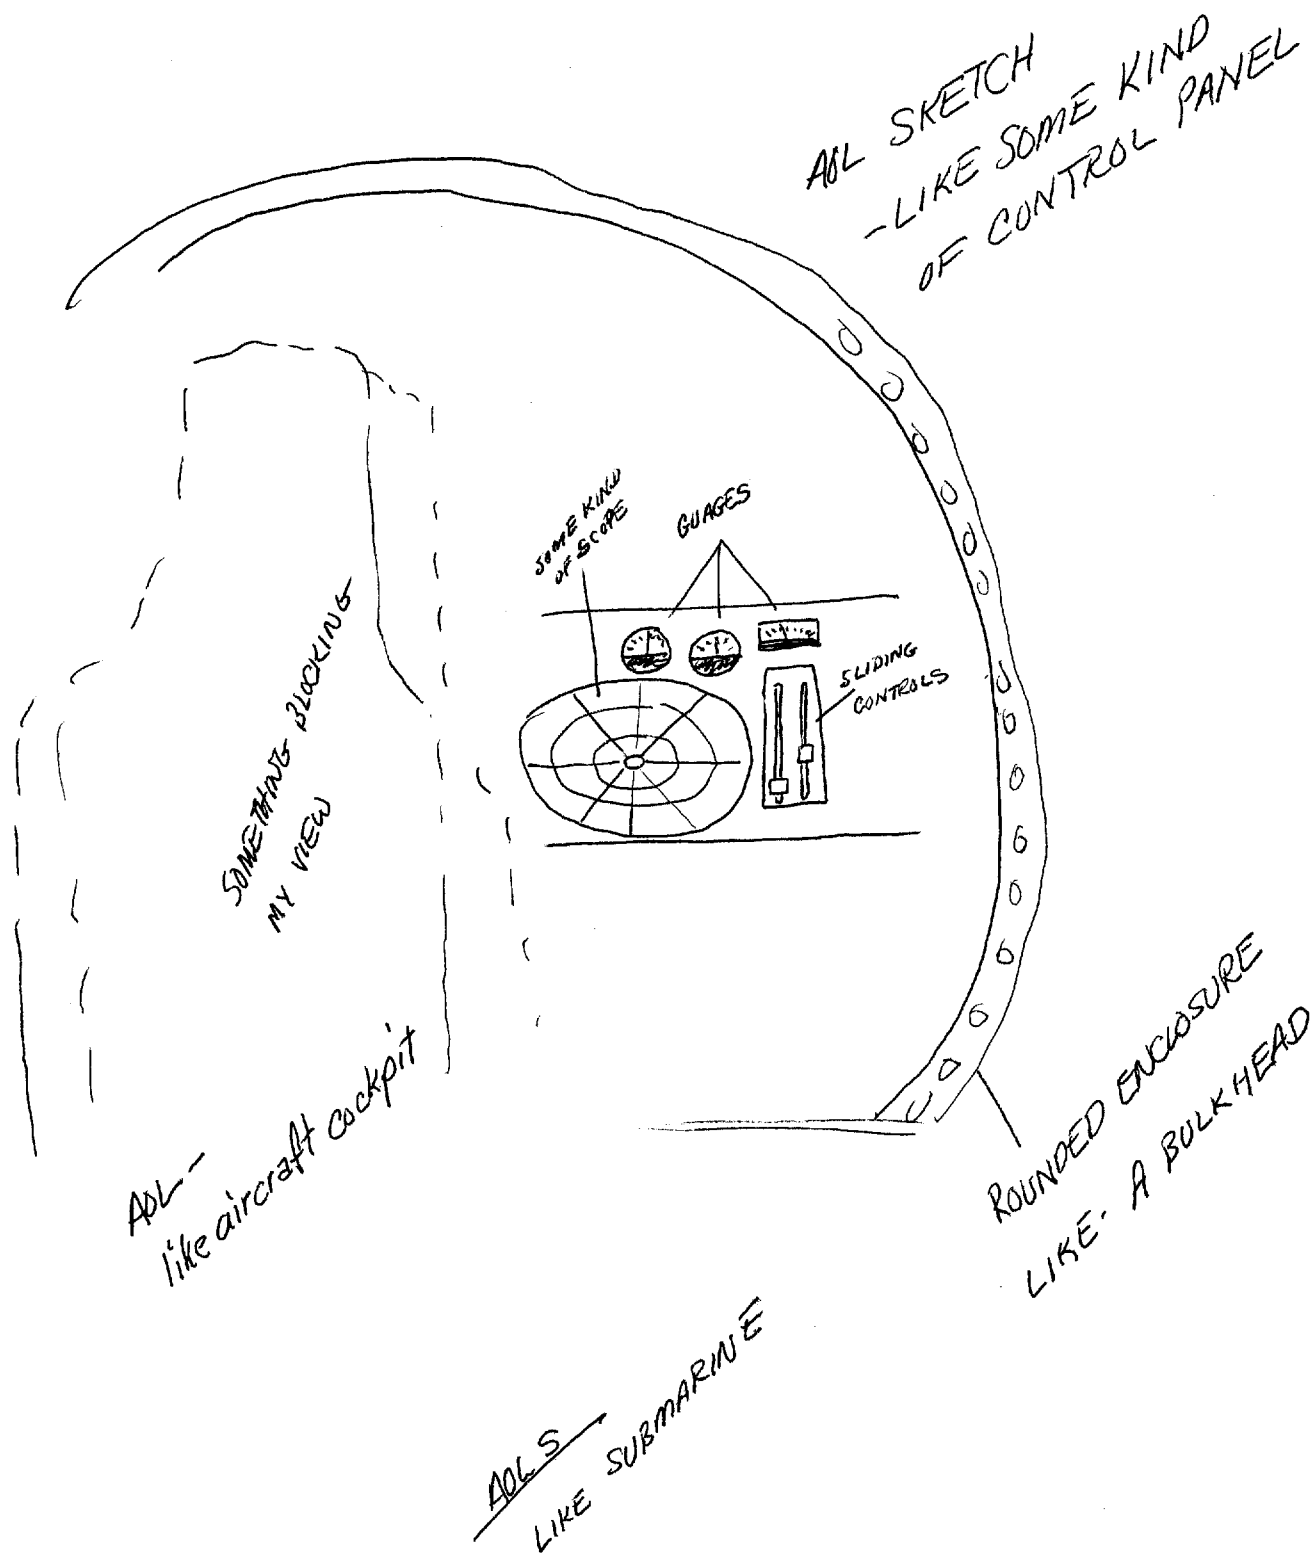 AOL SKETCH
- LIKE SOME KIND
OF CONTROL PANEL
SOME KIND
OF SCOPE
GUAGES
SLIDING
CONTROLS
SOMETHING BLOCKING
MY VIEW
ROUNDED ENCLOSURE
LIKE A BULKHEAD
AOL -
like aircraft cockpit
AOL S
LIKE SUBMARINE